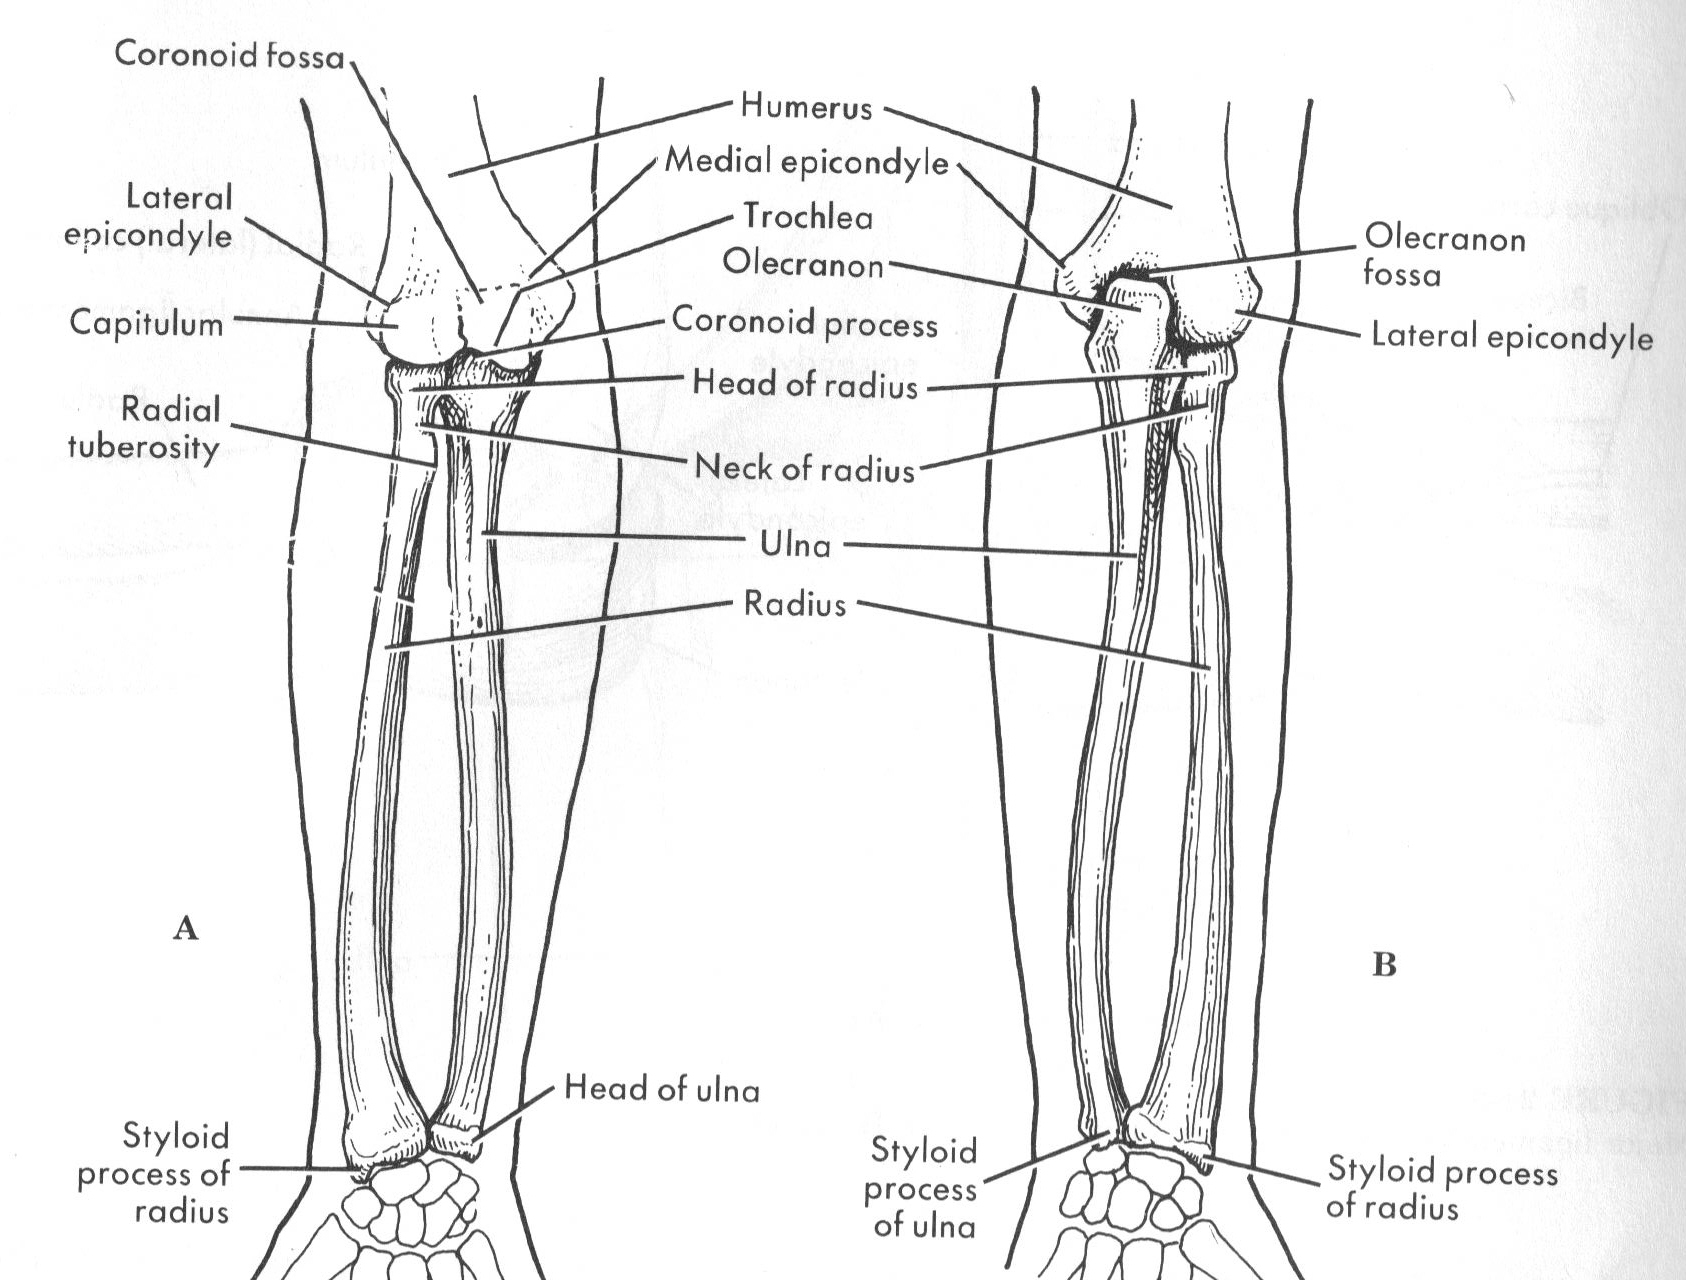 Coronoid fossa
Humerus
Medial epicondyle
Lateral
epicondyle
Trochlea
Olecranon
Olecranon
fossa
Capitulum
Coronoid process
Lateral epicondyle
Head of radius
Radial
tuberosity
Neck of radius
Ulna
Radius
A
B
Head of ulna
Styloid
process of
radius
Styloid
process
of ulna
Styloid process
of radius